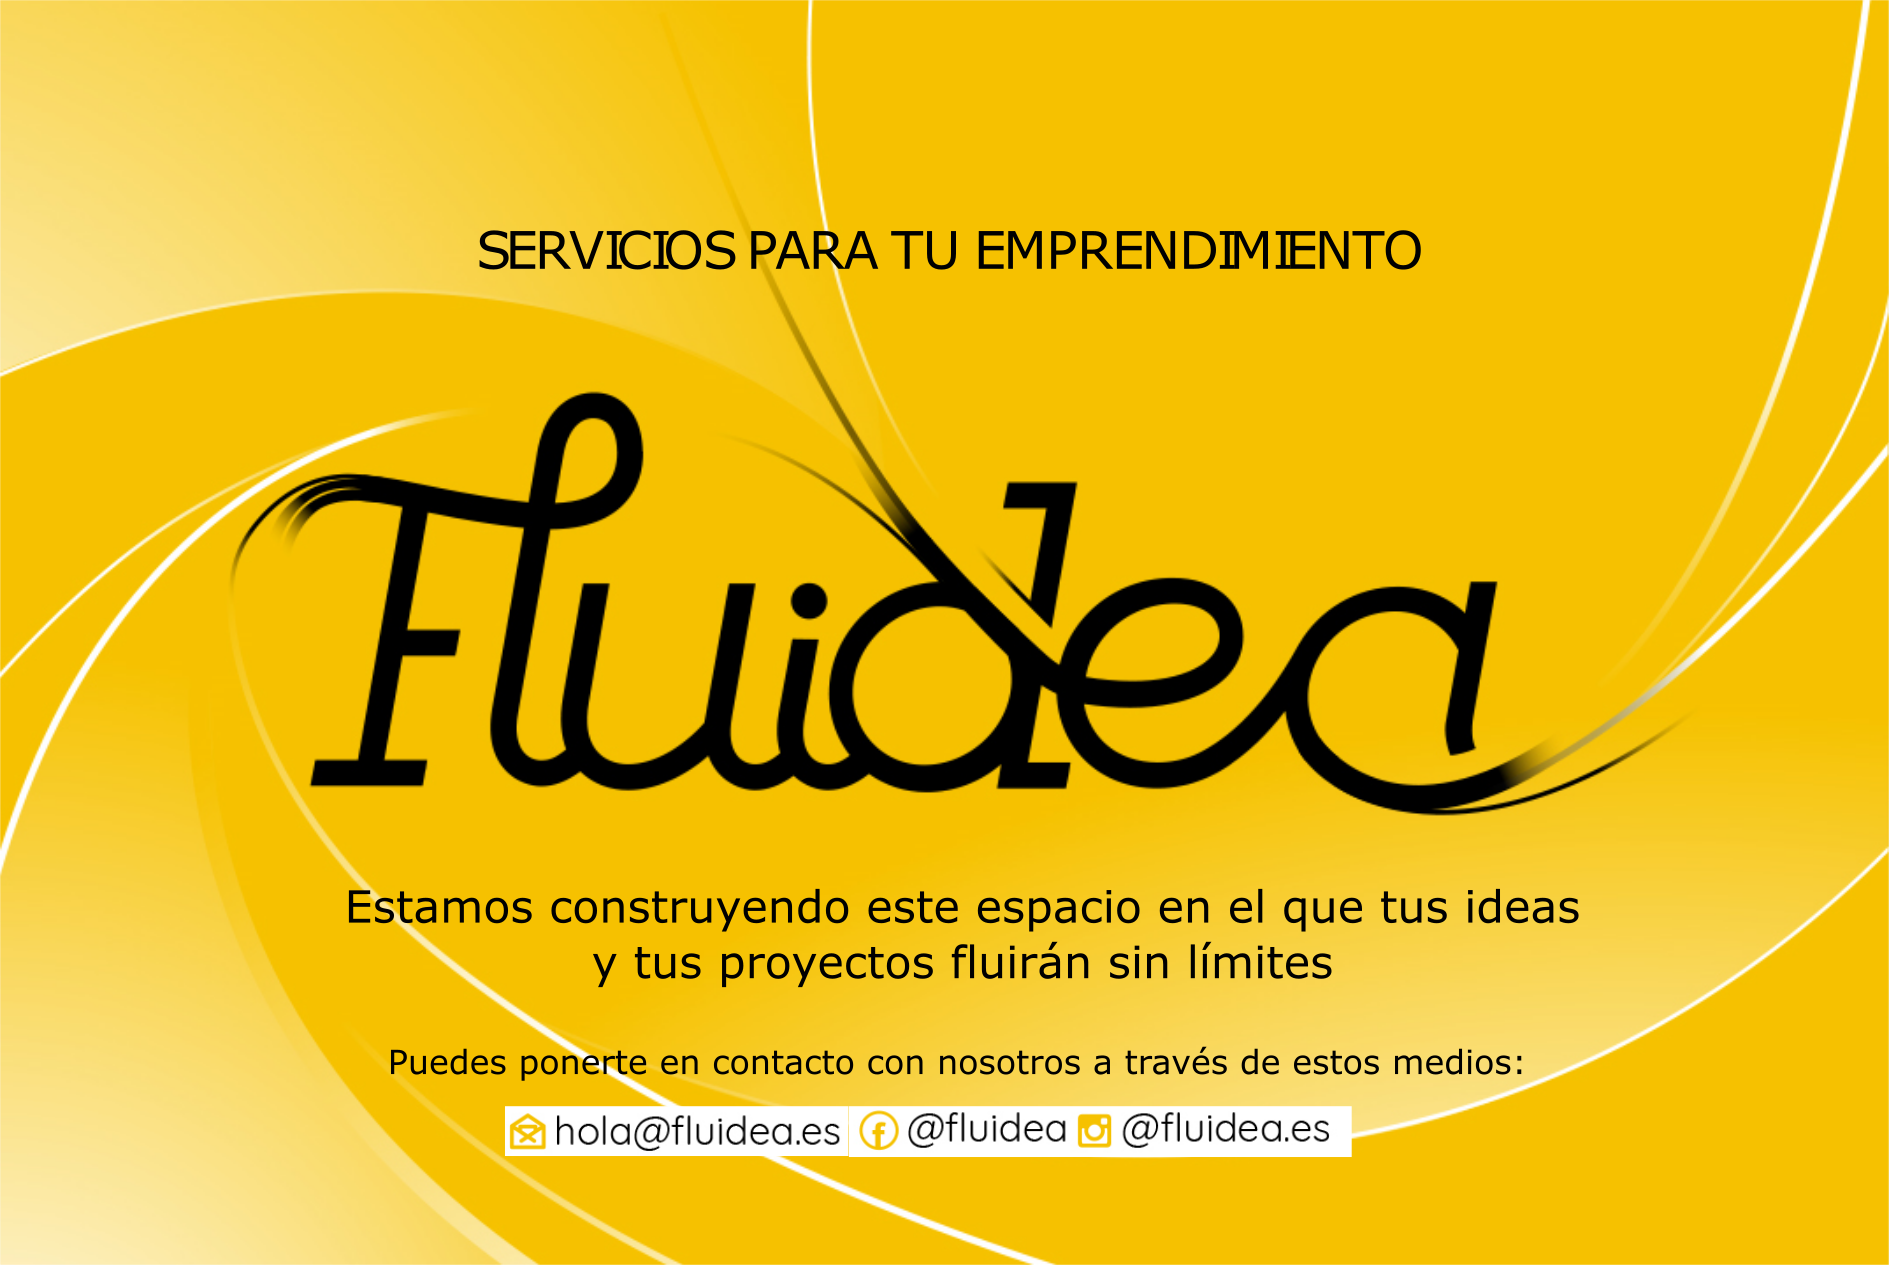 SERVICIOS PARA TU EMPRENDIMIENTO
Fluidea
Estamos construyendo este espacio en el que tus ideas
y tus proyectos fluirán sin límites
Puedes ponerte en contacto con nosotros a través de estos medios:
hola@fluidea.es @fluidea @fluidea.es